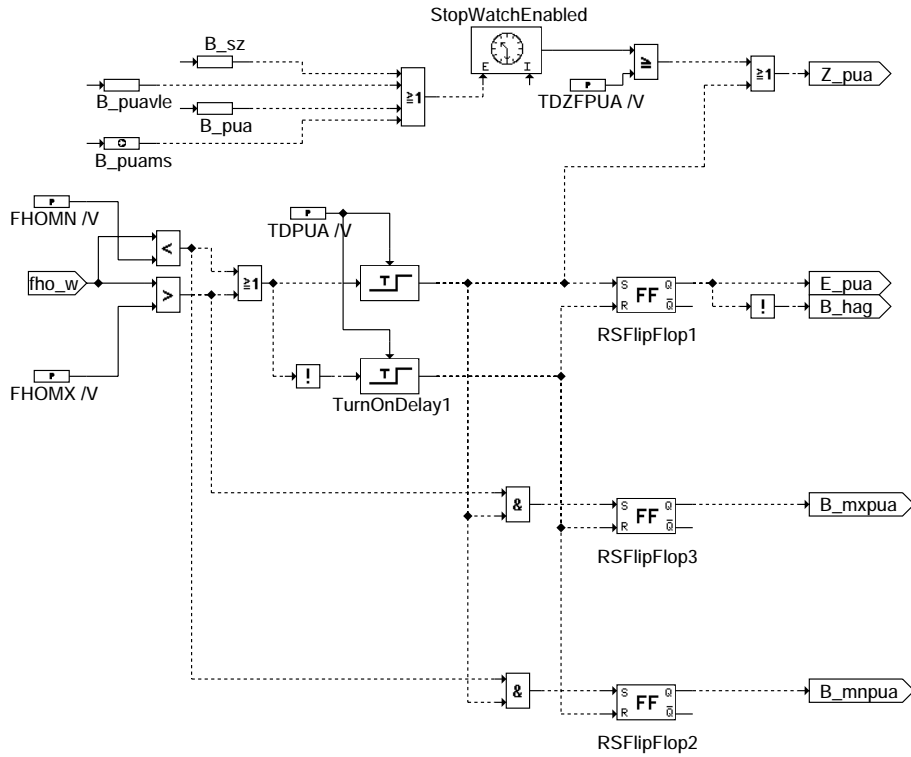 StopWatchEnabled
B_sz
B_puavle
B_pua
B_puams
E I
P
TDZFPUA /V
≥
≥1
≥1
Z_pua
P
FHOMN /V
P
TDPUA /V
fho_w
<
>
≥1
T
S Q
R Q̅
FF
RSFlipFlop1
E_pua
!
B_hag
P
FHOMX /V
!
T
TurnOnDelay1
&
S Q
R Q̅
FF
RSFlipFlop3
B_mxpua
&
S Q
R Q̅
FF
RSFlipFlop2
B_mnpua